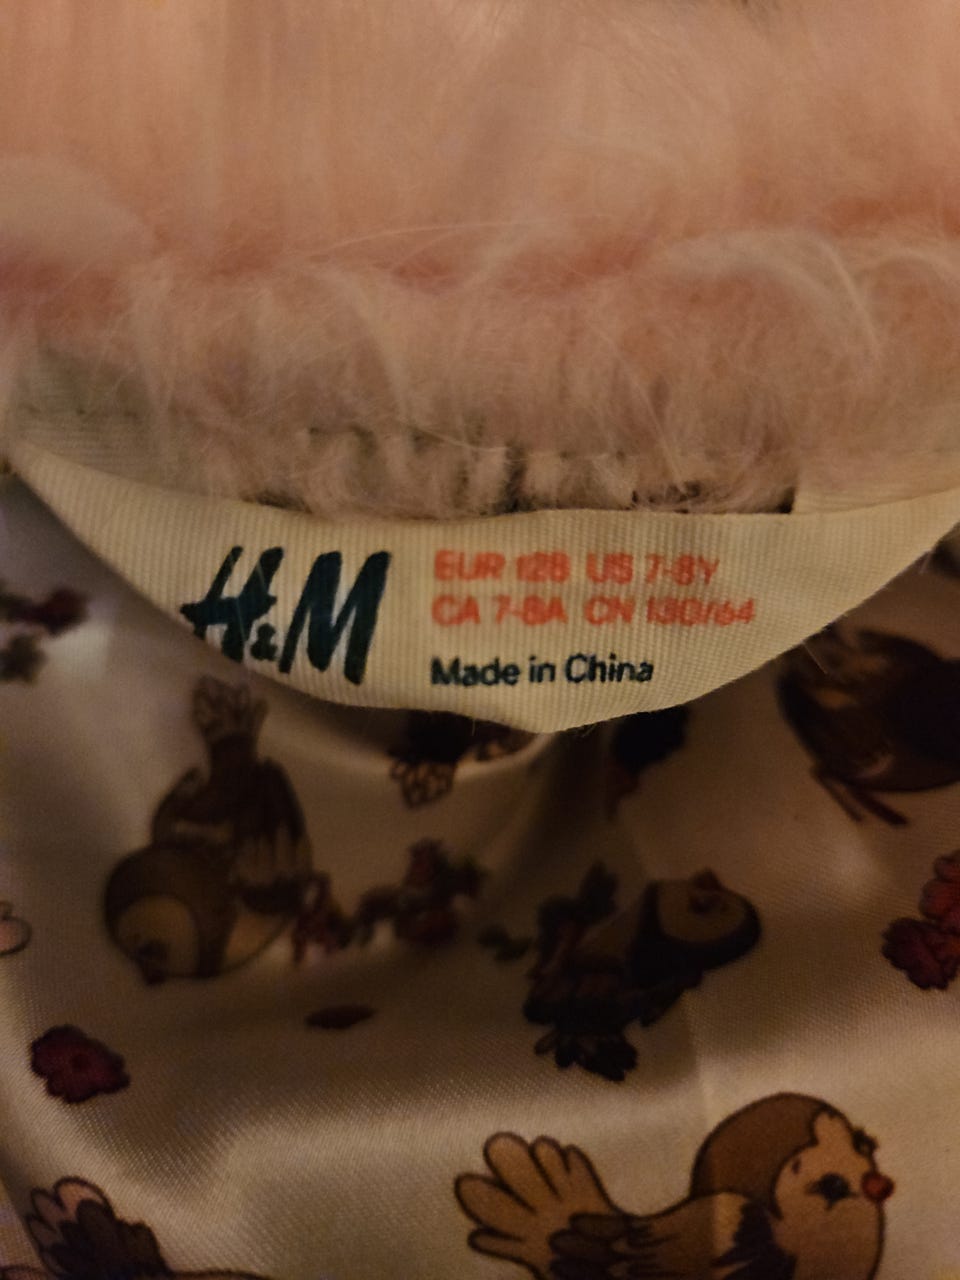 H&M
EUR 128 US 7-8Y
CA 7-8A CN 130/64
Made in China